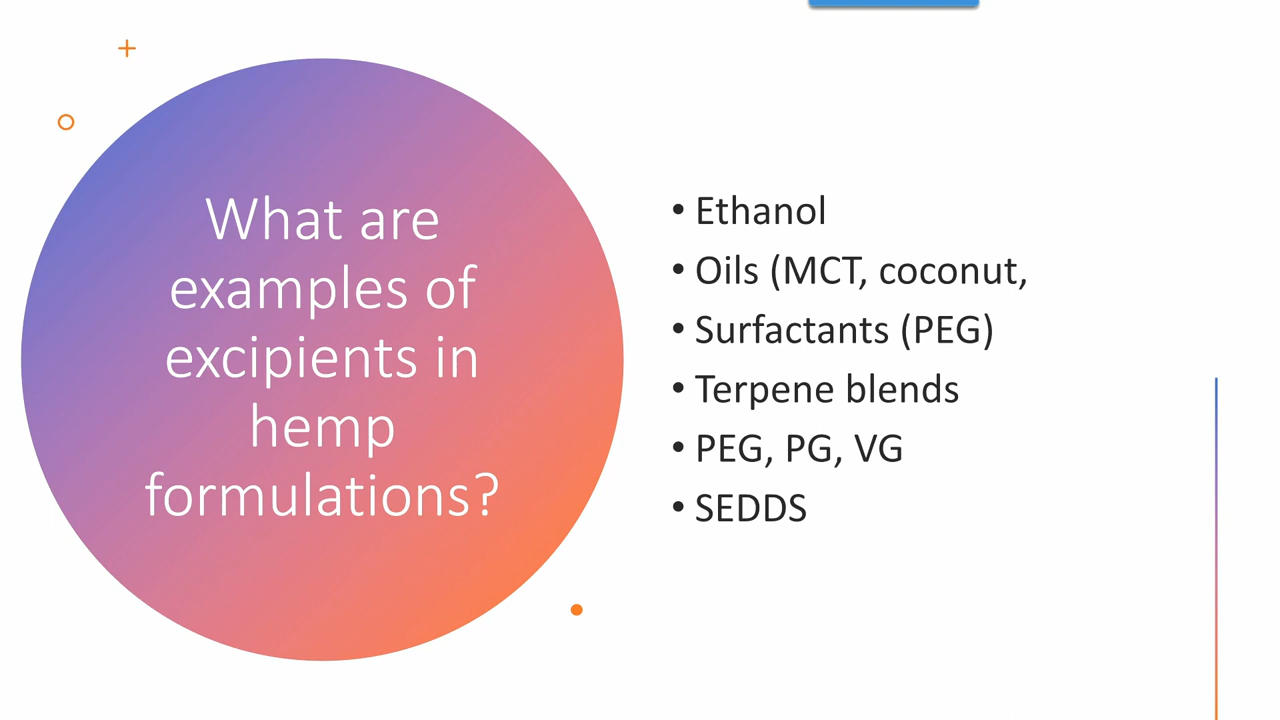 What are
examples of
excipients in
hemp
formulations?
• Ethanol
• Oils (MCT, coconut,
• Surfactants (PEG)
• Terpene blends
• PEG, PG, VG
• SEDDS